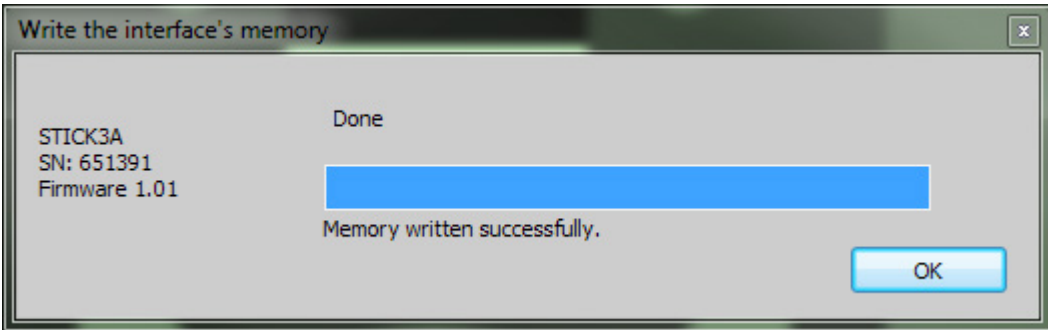 Write the interface's memory
x
STICK3A
SN: 651391
Firmware 1.01
Done
Memory written successfully.
OK